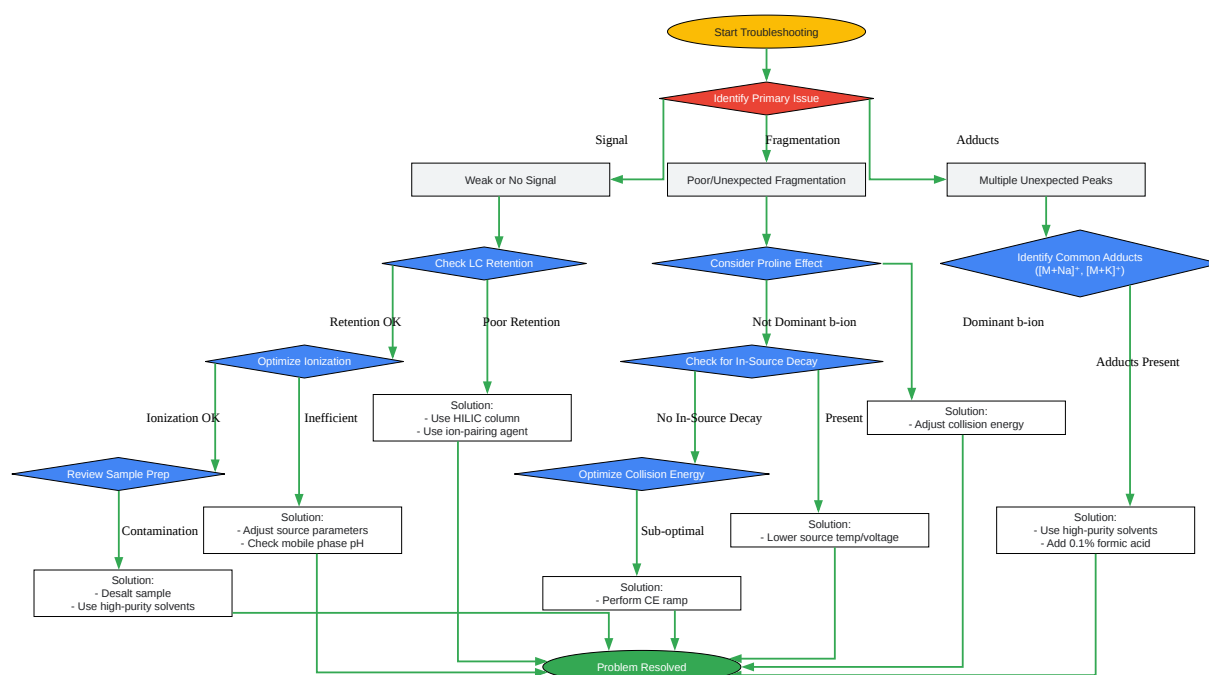 Start Troubleshooting
Identify Primary Issue
Signal
Fragmentation
Adducts
Weak or No Signal
Poor/Unexpected Fragmentation
Multiple Unexpected Peaks
Check LC Retention
Consider Proline Effect
Identify Common Adducts
([M+Na]⁺, [M+K]⁺)
Retention OK
Poor Retention
Not Dominant b-ion
Dominant b-ion
Optimize Ionization
Check for In-Source Decay
Adducts Present
Ionization OK
Inefficient
Solution:
- Use HILIC column
- Use ion-pairing agent
No In-Source Decay
Present
Solution:
- Adjust collision energy
Review Sample Prep
Optimize Collision Energy
Contamination
Solution:
- Adjust source parameters
- Check mobile phase pH
Sub-optimal
Solution:
- Lower source temp/voltage
Solution:
- Use high-purity solvents
- Add 0.1% formic acid
Solution:
- Desalt sample
- Use high-purity solvents
Solution:
- Perform CE ramp
Problem Resolved